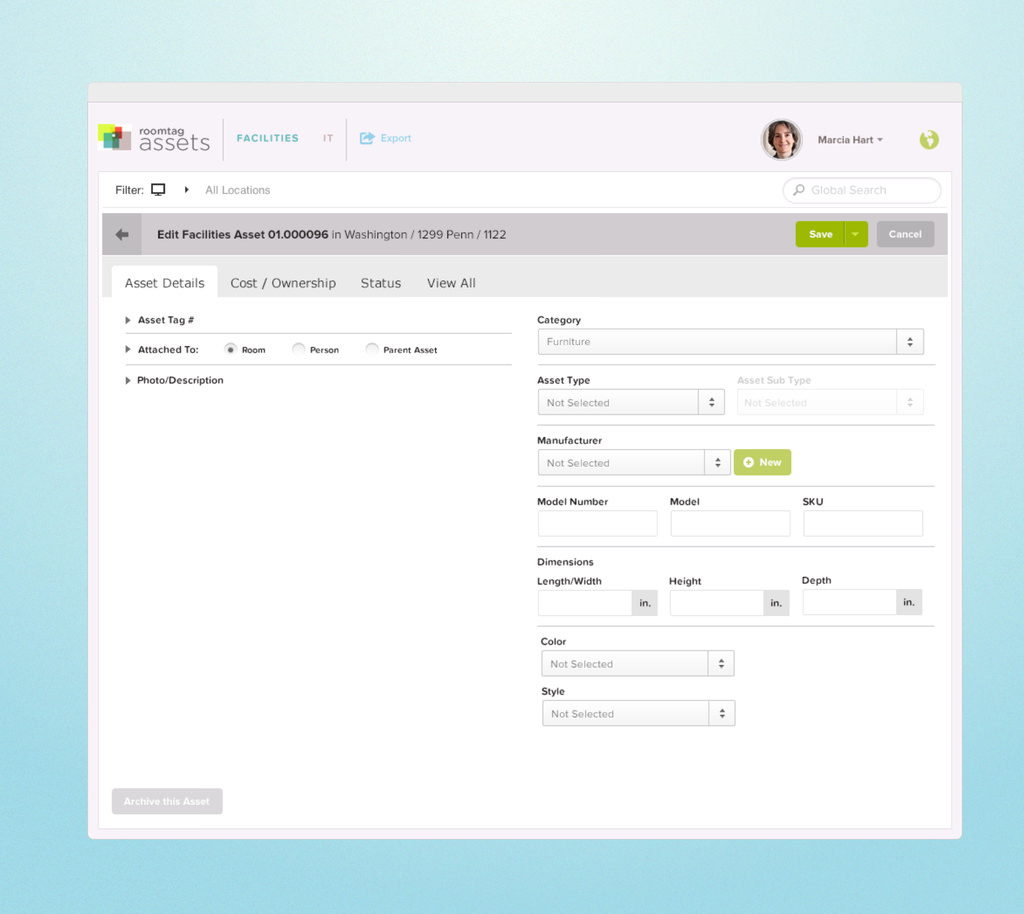 roomtag
assets
FACILITIES
IT
Export
Marcia Hart
Filter:
All Locations
Global Search
Edit Facilities Asset 01.000096 in Washington / 1299 Penn / 1122
Save
Cancel
Asset Details
Cost / Ownership
Status
View All
Asset Tag #
Attached To:
Room
Person
Parent Asset
Photo/Description
Category
Furniture
Asset Type
Asset Sub Type
Not Selected
Not Selected
Manufacturer
Not Selected
New
Model Number
Model
SKU
Dimensions
Length/Width
Height
Depth
in.
in.
in.
Color
Not Selected
Style
Not Selected
Archive this Asset